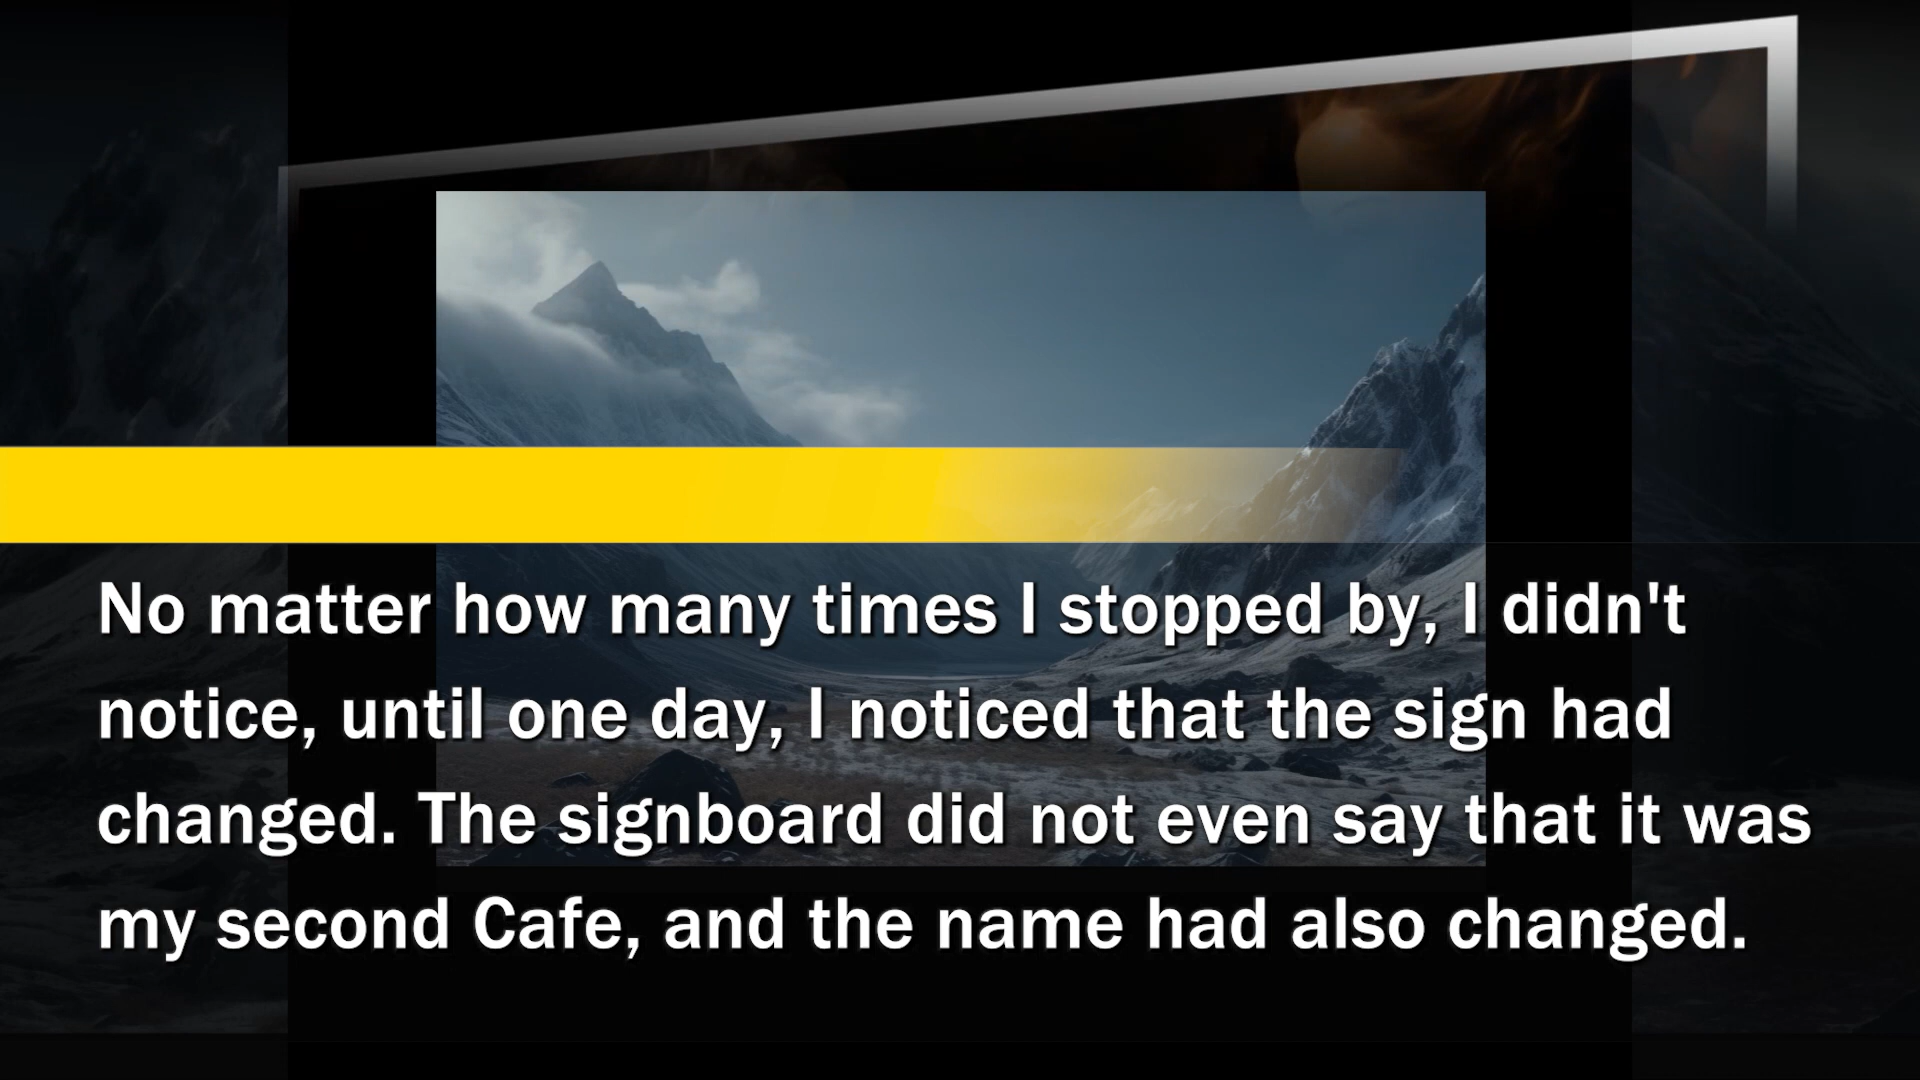 No matter how many times I stopped by, I didn't
notice, until one day, I noticed that the sign had
changed. The signboard did not even say that it was
my second Cafe, and the name had also changed.